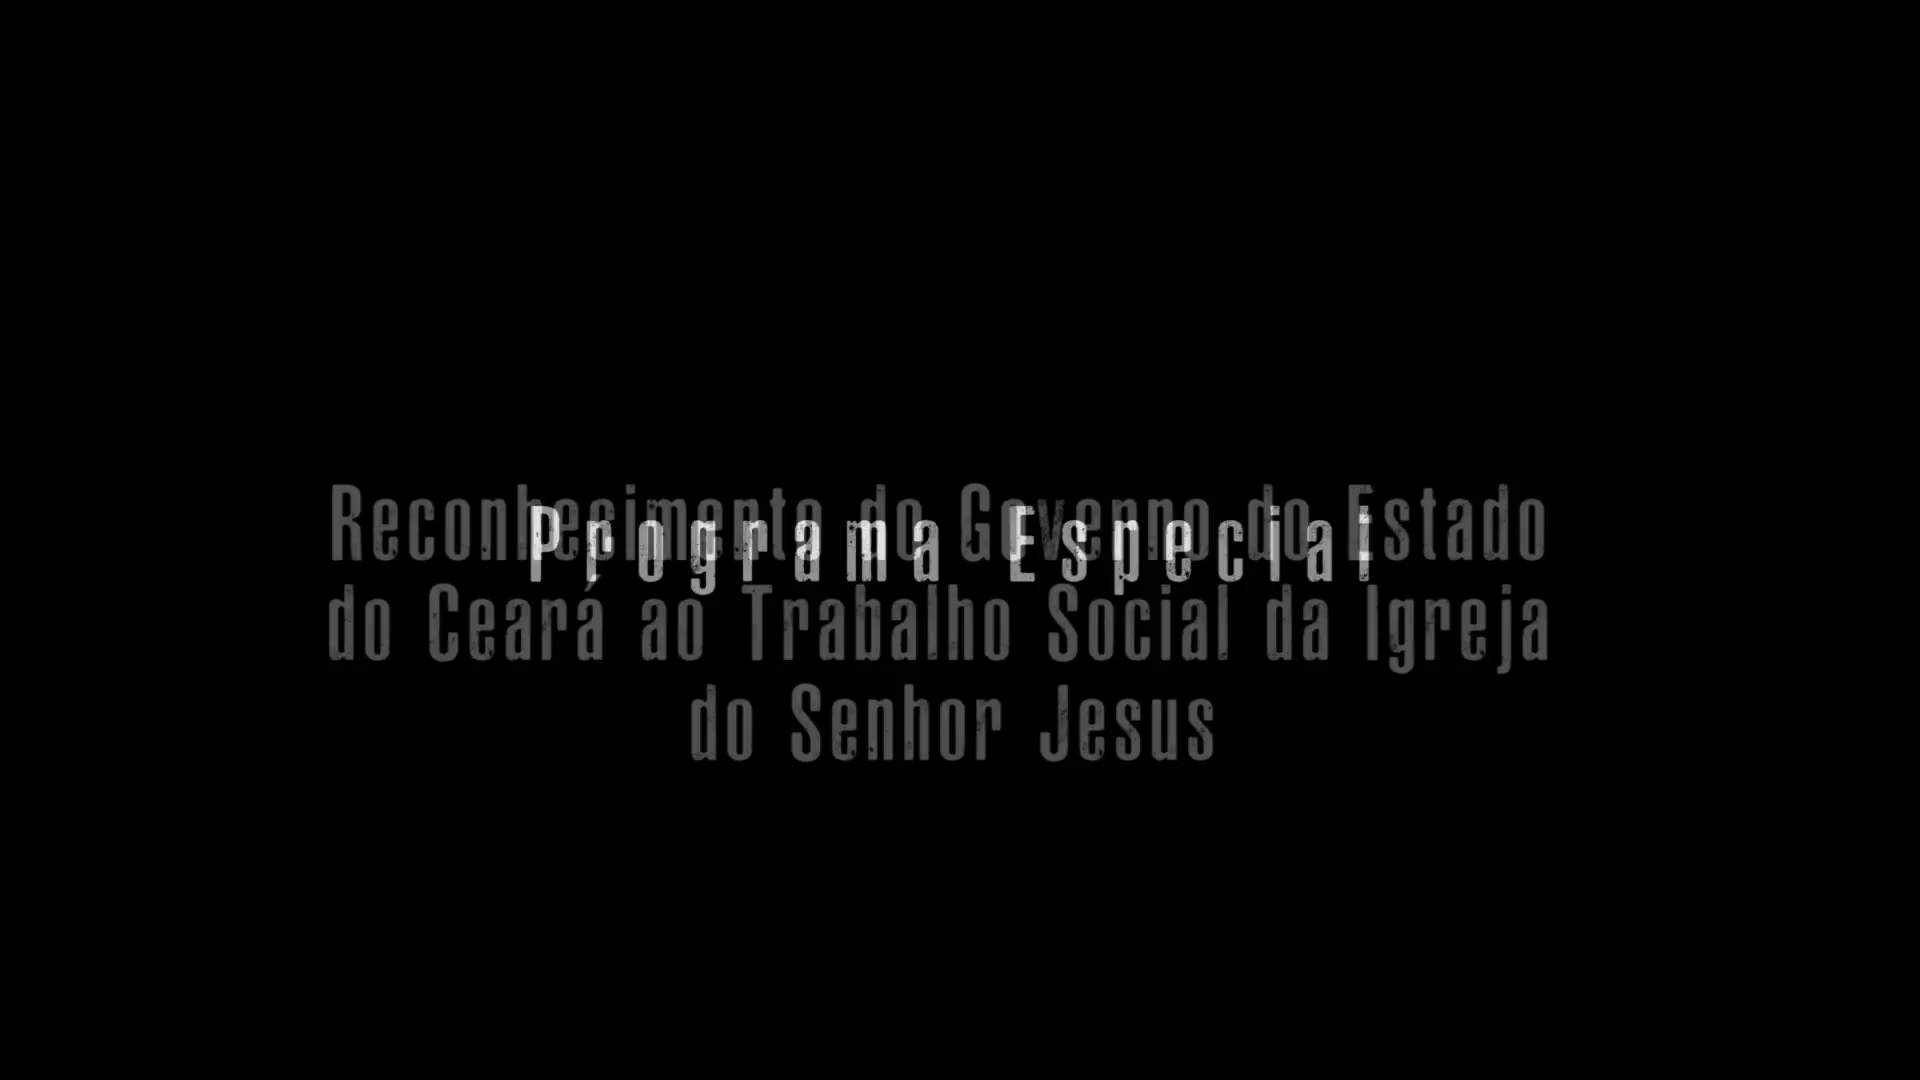 Programa Especial
Reconhecimento do Governo do Estado
do Ceará ao Trabalho Social da Igreja
do Senhor Jesus